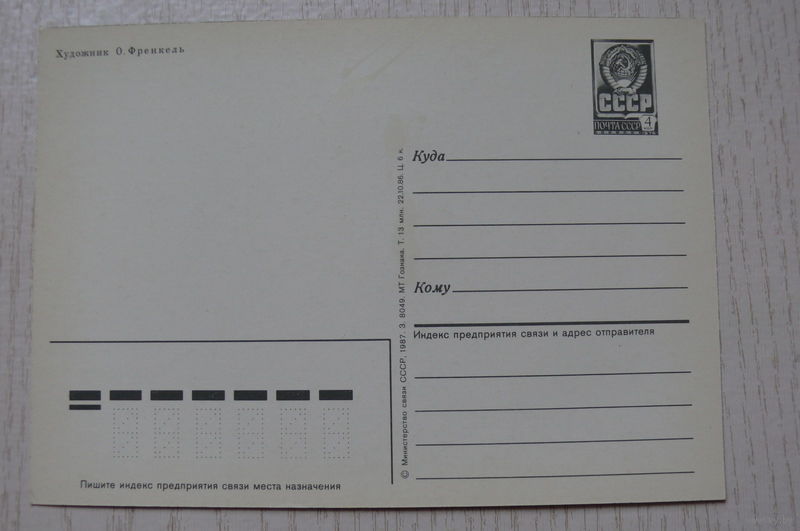 Художник О. Френкель
СССР
ПОЧТА СССР 4
Куда
Кому
Индекс предприятия связи и адрес отправителя
© Министерство связи СССР, 1987. З. 8049. МТ Гознака. Т. 13 млн. 22.10.86. Ц. 6 к.
Пишите индекс предприятия связи места назначения